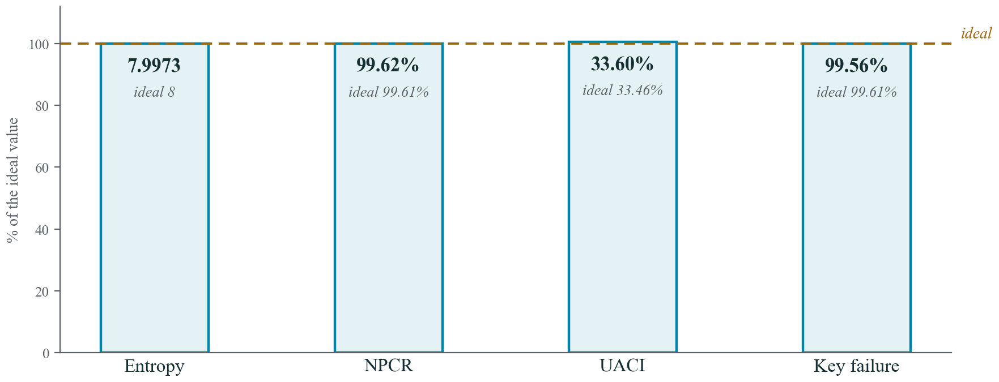 ideal
100
80
60
40
20
0
% of the ideal value
7.9973
ideal 8
99.62%
ideal 99.61%
33.60%
ideal 33.46%
99.56%
ideal 99.61%
Entropy
NPCR
UACI
Key failure